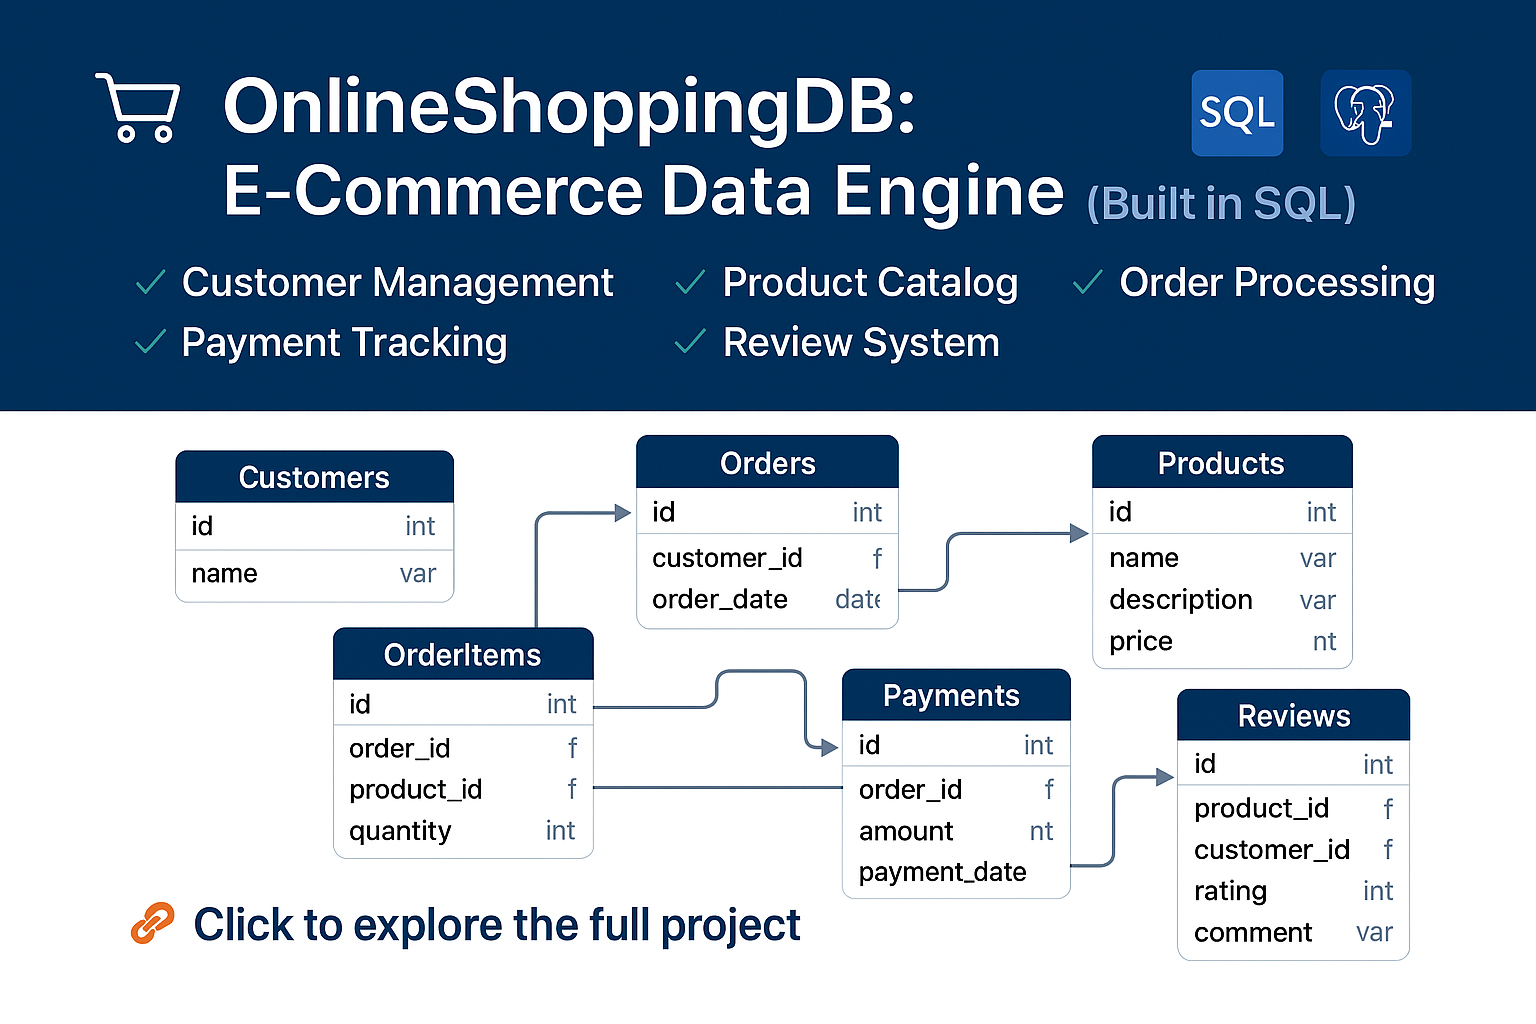 OnlineShoppingDB:
E-Commerce Data Engine (Built in SQL)
SQL
✓ Customer Management
✓ Product Catalog
✓ Order Processing
✓ Payment Tracking
✓ Review System
Customers
id int
name var
Orders
id int
customer_id f
order_date date
Products
id int
name var
description var
price nt
OrderItems
id int
order_id f
product_id f
quantity int
Payments
id int
order_id f
amount nt
payment_date
Reviews
id int
product_id f
customer_id f
rating int
comment var
Click to explore the full project